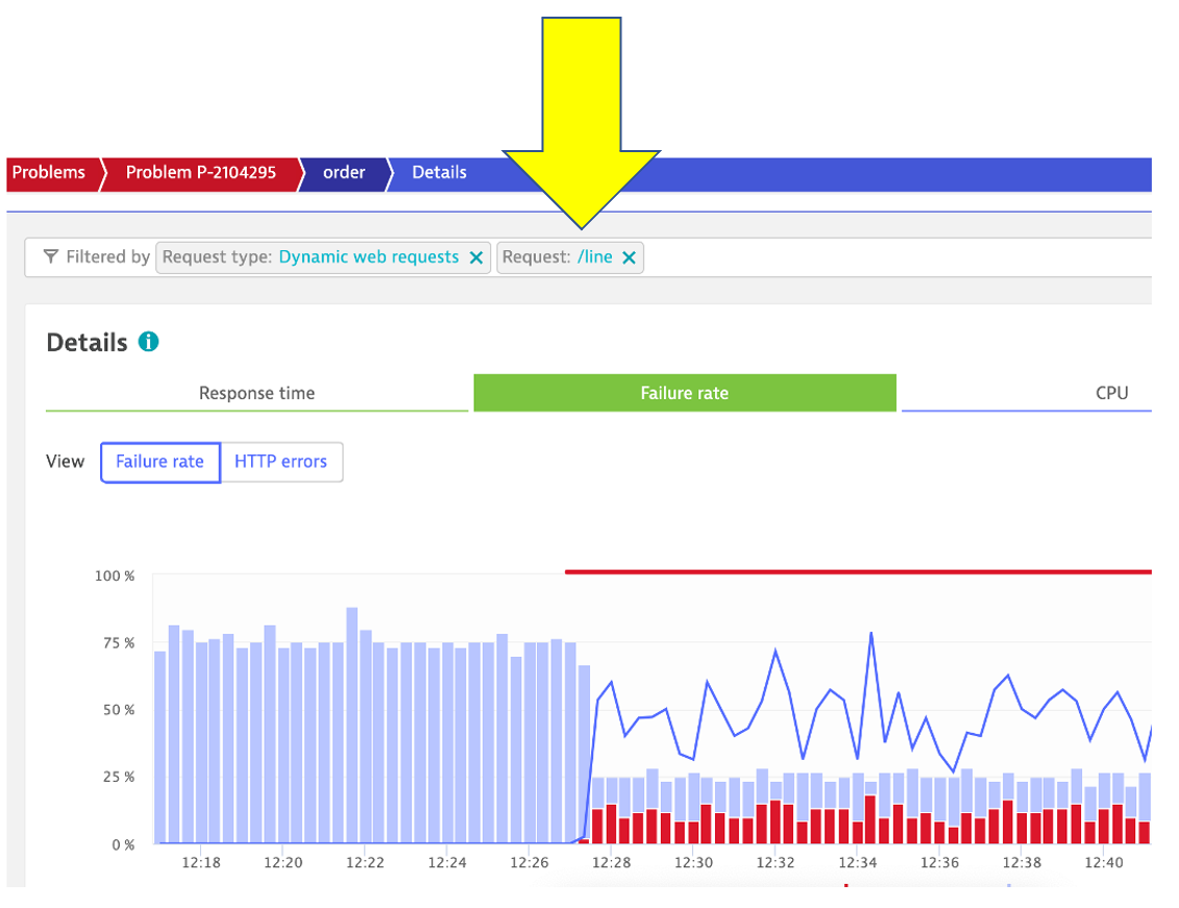 Problems Problem P-2104295 order Details
Filtered by Request type: Dynamic web requests × Request: /line ×
Details i
Response time Failure rate CPU
View Failure rate HTTP errors
100 %
75 %
50 %
25 %
0 %
12:18 12:20 12:22 12:24 12:26 12:28 12:30 12:32 12:34 12:36 12:38 12:40